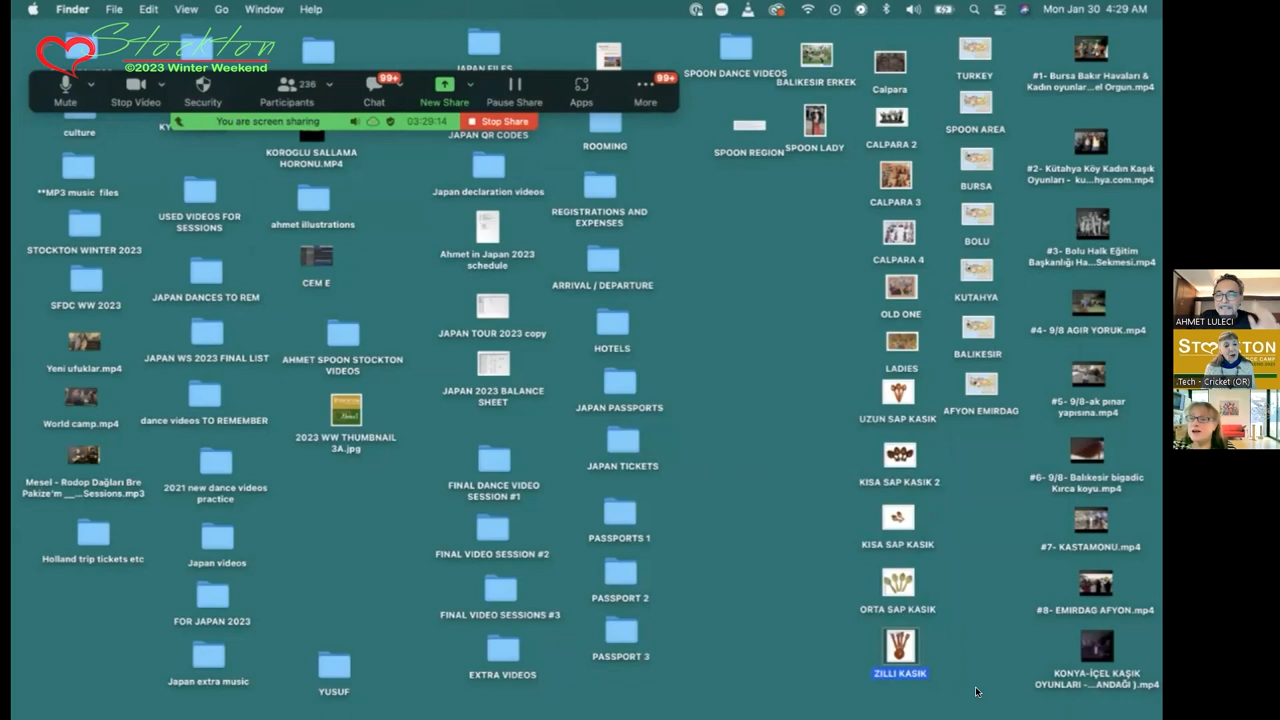 Finder File Edit View Go Window Help
Mon Jan 30 4:29 AM
Stockton
©2023 Winter Weekend
Mute
Stop Video
Security
236
Participants
99+
Chat
New Share
Pause Share
Apps
99+
More
You are screen sharing
03:29:14
Stop Share
culture
**MP3 music files
STOCKTON WINTER 2023
SFDC WW 2023
Yeni ufuklar.mp4
World camp.mp4
Mesel - Rodop Dağları Bre
Pakize'm __...Sessions.mp3
Holland trip tickets etc
KY
USED VIDEOS FOR
SESSIONS
JAPAN DANCES TO REM
JAPAN WS 2023 FINAL LIST
dance videos TO REMEMBER
2021 new dance videos
practice
Japan videos
FOR JAPAN 2023
Japan extra music
KOROGLU SALLAMA
HORONU.MP4
ahmet illustrations
CEM E
AHMET SPOON STOCKTON
VIDEOS
2023 WW THUMBNAIL
3A.jpg
YUSUF
JAPAN FILES
JAPAN QR CODES
Japan declaration videos
Ahmet in Japan 2023
schedule
JAPAN TOUR 2023 copy
JAPAN 2023 BALANCE
SHEET
FINAL DANCE VIDEO
SESSION #1
FINAL VIDEO SESSION #2
FINAL VIDEO SESSIONS #3
EXTRA VIDEOS
ROOMING
REGISTRATIONS AND
EXPENSES
ARRIVAL / DEPARTURE
HOTELS
JAPAN PASSPORTS
JAPAN TICKETS
PASSPORTS 1
PASSPORT 2
PASSPORT 3
SPOON DANCE VIDEOS
SPOON REGION
BALIKESIR ERKEK
SPOON LADY
Calpara
CALPARA 2
CALPARA 3
CALPARA 4
OLD ONE
LADIES
UZUN SAP KASIK
KISA SAP KASIK 2
KISA SAP KASIK
ORTA SAP KASIK
ZILLI KASIK
TURKEY
SPOON AREA
BURSA
BOLU
KUTAHYA
BALIKESIR
AFYON EMIRDAG
#1- Bursa Bakır Havaları &
Kadın oyunlar...el Orgun.mp4
#2- Kütahya Köy Kadın Kaşık
Oyunları - ku...hya.com.mp4
#3- Bolu Halk Eğitim
Başkanlığı Ha...Sekmesi.mp4
#4- 9/8 AGIR YORUK.mp4
#5- 9/8-ak pınar
yapısına.mp4
#6- 9/8- Balıkesir bigadic
Kırca koyu.mp4
#7- KASTAMONU.mp4
#8- EMIRDAG AFYON.mp4
KONYA-İÇEL KAŞIK
OYUNLARI -...ANDAĞI ).mp4
AHMET LULECI
STOCKTON
Tech - Cricket (OR)